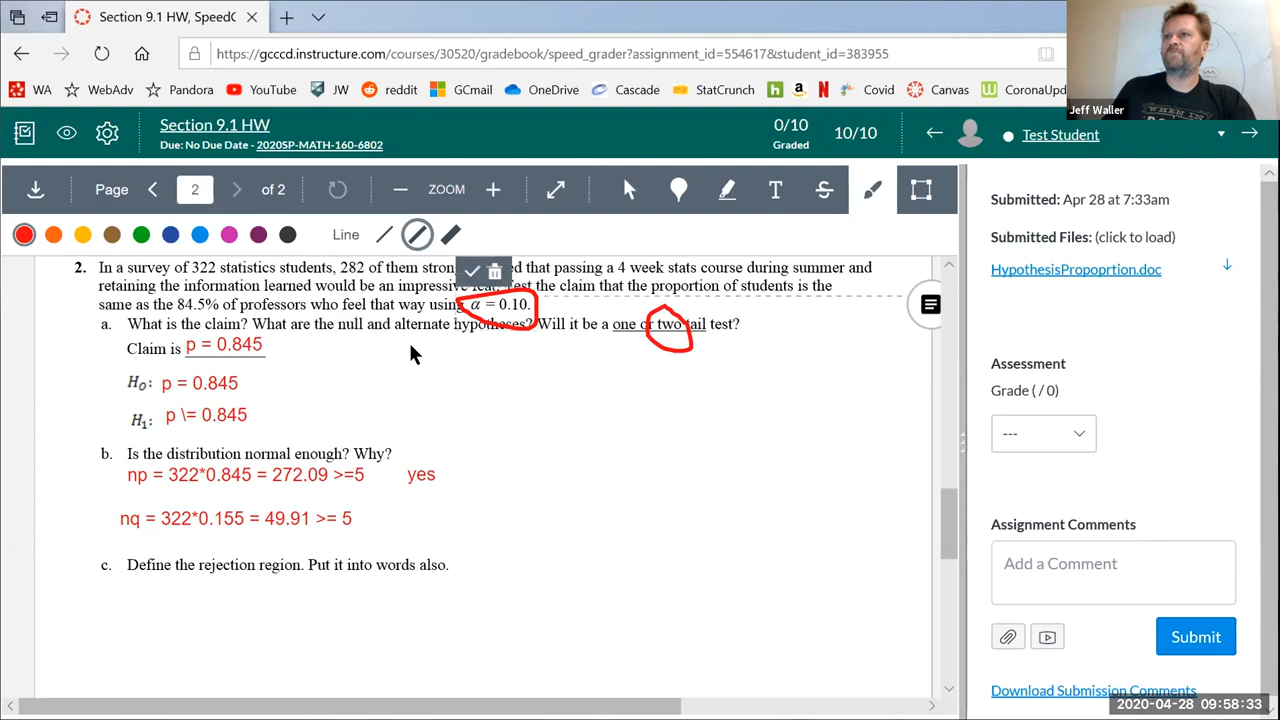 Section 9.1 HW, SpeedG
https://gcccd.instructure.com/courses/30520/gradebook/speed_grader?assignment_id=554617&student_id=383955
WA WebAdv Pandora YouTube JW reddit GCmail OneDrive Cascade StatCrunch Covid Canvas CoronaUpd
Jeff Waller
Section 9.1 HW
Due: No Due Date - 2020SP-MATH-160-6802
0/10
Graded
10/10
Test Student
Page 2 of 2 ZOOM T
Line
Submitted: Apr 28 at 7:33am
Submitted Files: (click to load)
HypothesisPropoprtion.doc
2. In a survey of 322 statistics students, 282 of them that passing a 4 week stats course during summer and
retaining the information learned would be an impressive Test the claim that the proportion of students is the
same as the 84.5% of professors who feel that way using α = 0.10.
a. What is the claim? What are the null and alternate hypotheses? Will it be a one or two tail test?
Claim is p = 0.845
H0: p = 0.845
H1: p \= 0.845
b. Is the distribution normal enough? Why?
np = 322*0.845 = 272.09 >=5 yes
nq = 322*0.155 = 49.91 >= 5
c. Define the rejection region. Put it into words also.
Assessment
Grade ( / 0)
---
Assignment Comments
Add a Comment
Submit
Download Submission Comments
2020-04-28 09:58:33